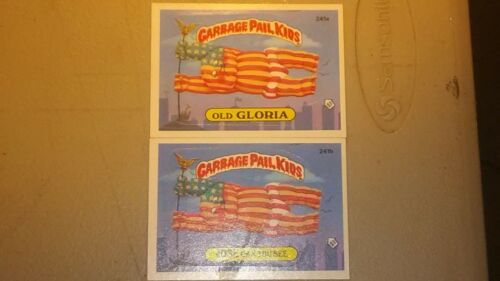 GARBAGE PAIL KIDS
241a
OLD GLORIA
GARBAGE PAIL KIDS
241b